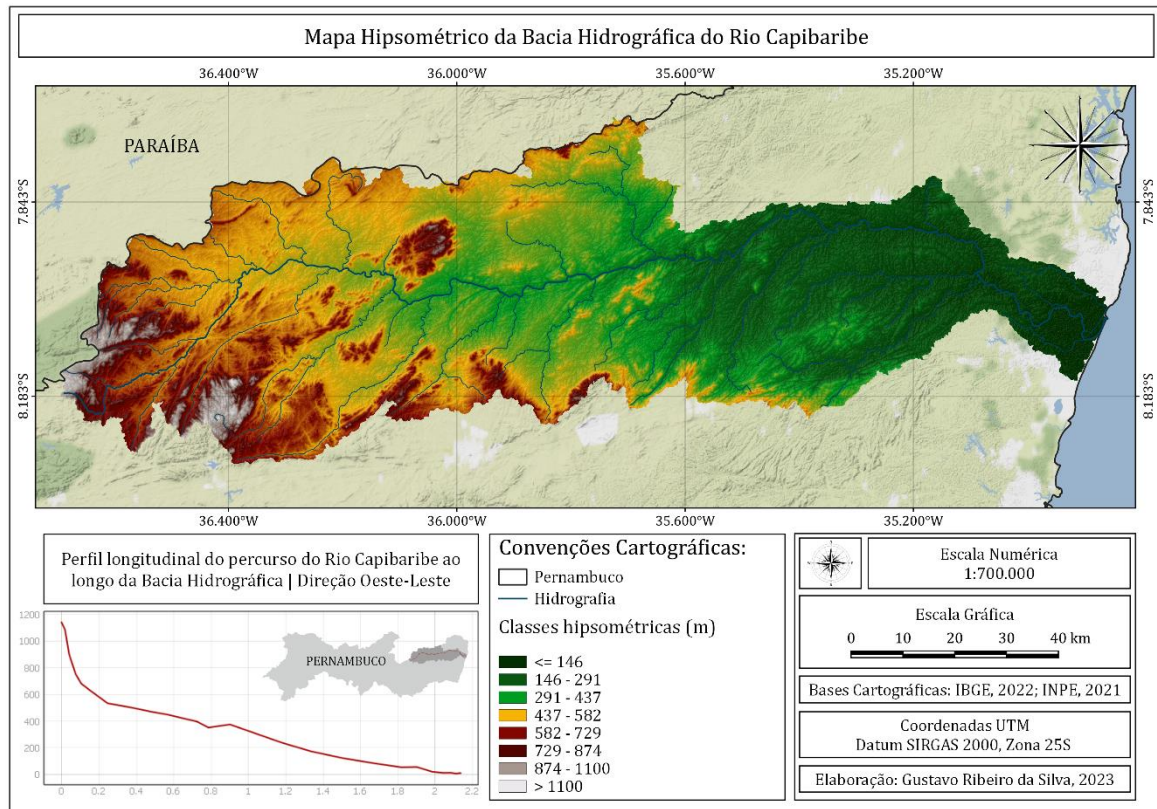 Mapa Hipsométrico da Bacia Hidrográfica do Rio Capibaribe
36.400°W 36.000°W 35.600°W 35.200°W
PARAÍBA
7.843°S 7.843°S
8.183°S 8.183°S
36.400°W 36.000°W 35.600°W 35.200°W
Perfil longitudinal do percurso do Rio Capibaribe ao
longo da Bacia Hidrográfica | Direção Oeste-Leste
1200
1000
800
600
400
200
0
0 0.2 0.4 0.6 0.8 1 1.2 1.4 1.6 1.8 2 2.2
PERNAMBUCO
Convenções Cartográficas:
Pernambuco
Hidrografia
Classes hipsométricas (m)
<= 146
146 - 291
291 - 437
437 - 582
582 - 729
729 - 874
874 - 1100
> 1100
Escala Numérica
1:700.000
Escala Gráfica
0 10 20 30 40 km
Bases Cartográficas: IBGE, 2022; INPE, 2021
Coordenadas UTM
Datum SIRGAS 2000, Zona 25S
Elaboração: Gustavo Ribeiro da Silva, 2023